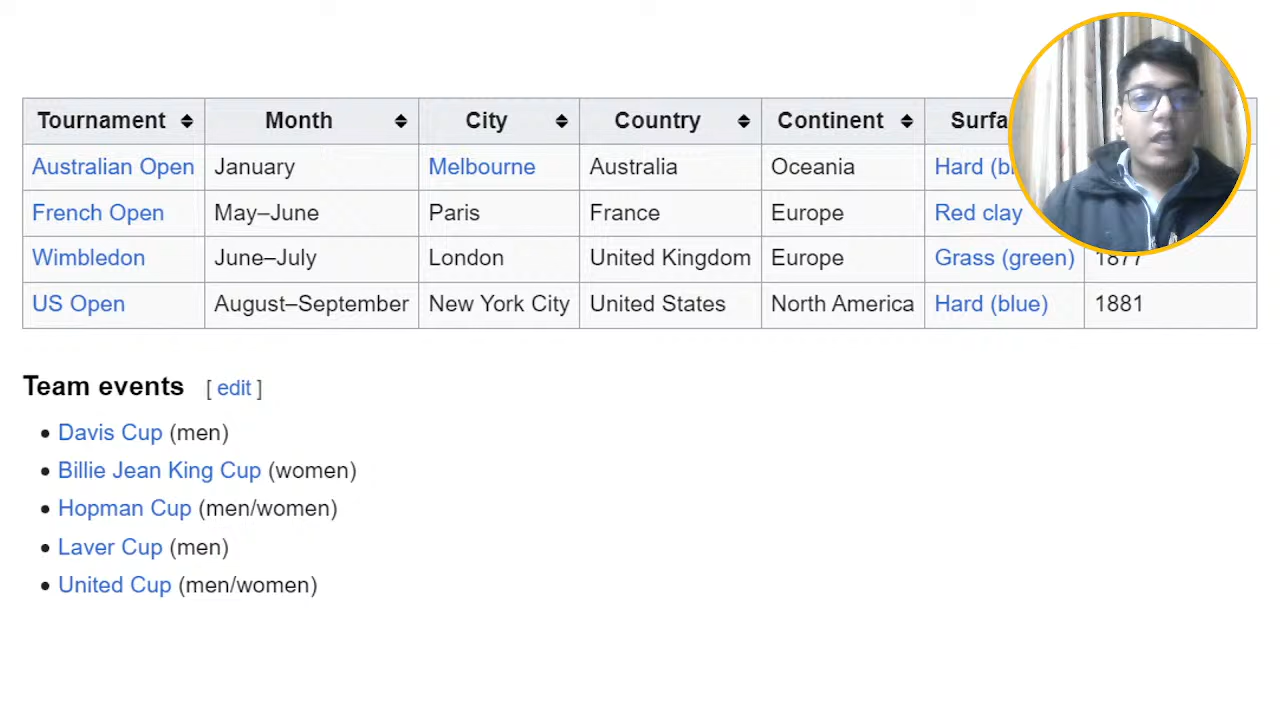 Tournament Month City Country Continent
Australian Open January Melbourne Australia Oceania Hard
French Open May–June Paris France Europe Red clay
Wimbledon June–July London United Kingdom Europe Grass (green) 1877
US Open August–September New York City United States North America Hard (blue) 1881
Team events [ edit ]
• Davis Cup (men)
• Billie Jean King Cup (women)
• Hopman Cup (men/women)
• Laver Cup (men)
• United Cup (men/women)